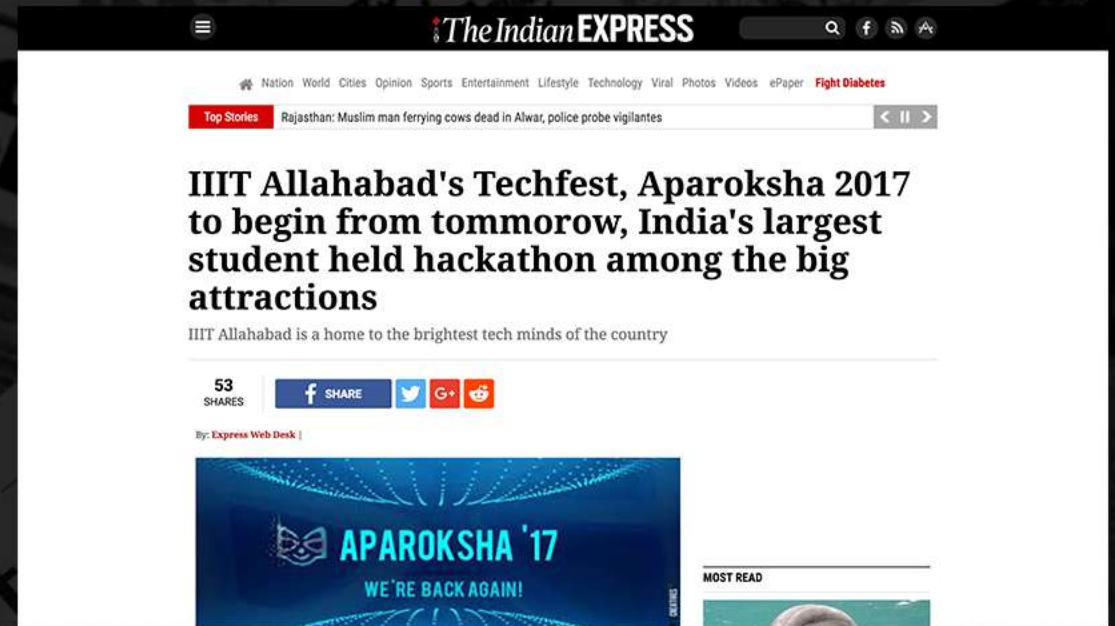 The Indian EXPRESS
Nation World Cities Opinion Sports Entertainment Lifestyle Technology Viral Photos Videos ePaper Fight Diabetes
Top Stories Rajasthan: Muslim man ferrying cows dead in Alwar, police probe vigilantes
IIIT Allahabad's Techfest, Aparoksha 2017
to begin from tommorow, India's largest
student held hackathon among the big
attractions
IIIT Allahabad is a home to the brightest tech minds of the country
53
SHARES
f SHARE
G+
By: Express Web Desk |
APAROKSHA '17
WE'RE BACK AGAIN!
MOST READ